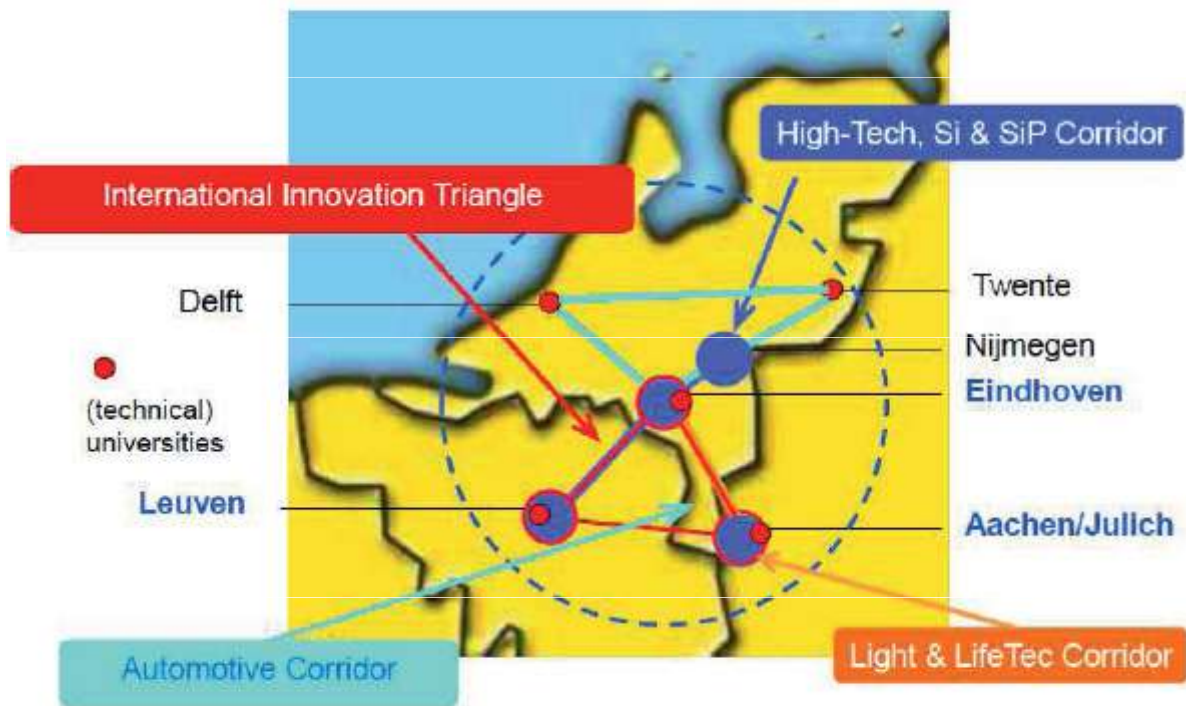 High-Tech, Si & SiP Corridor
International Innovation Triangle
Delft
Twente
Nijmegen
Eindhoven
(technical)
universities
Leuven
Aachen/Julich
Automotive Corridor
Light & LifeTec Corridor